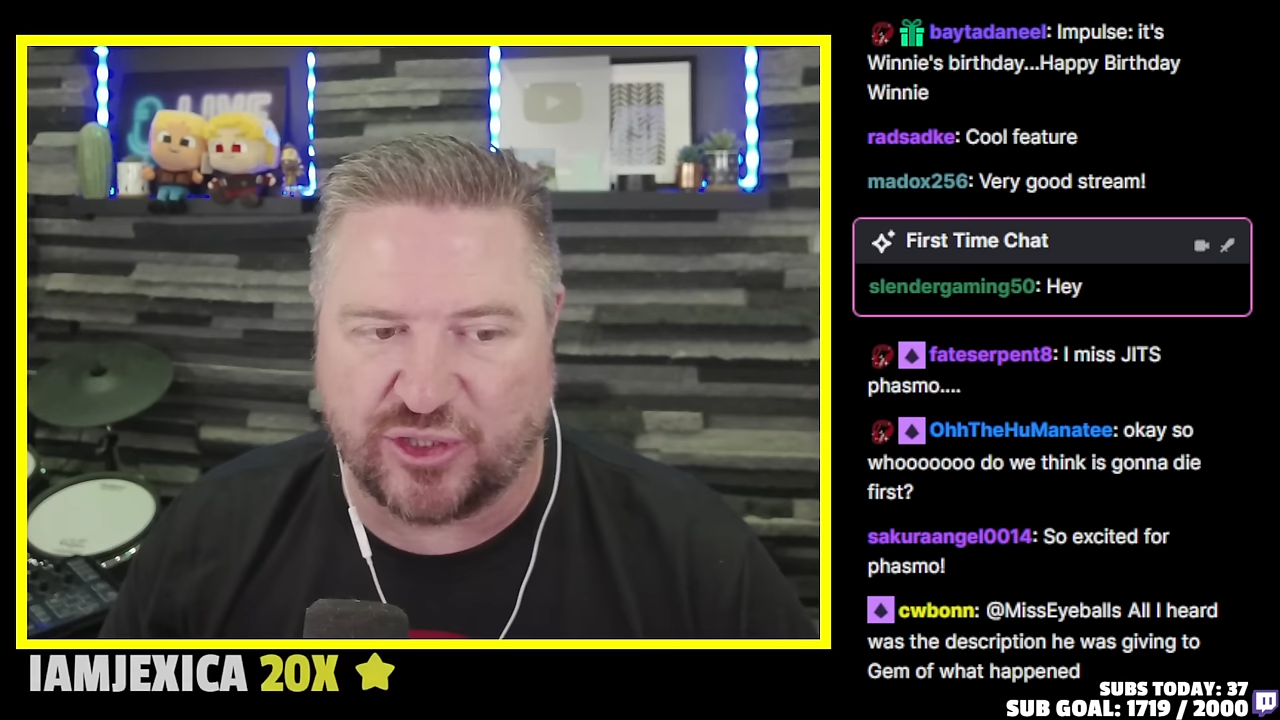 LIVE
baytadaneel: Impulse: it's
Winnie's birthday...Happy Birthday
Winnie
radsadke: Cool feature
madox256: Very good stream!
First Time Chat
slendergaming50: Hey
fateserpent8: I miss JITS
phasmo....
OhhTheHuManatee: okay so
whooooooo do we think is gonna die
first?
sakuraangel0014: So excited for
phasmo!
cwbonn: @MissEyeballs All I heard
was the description he was giving to
Gem of what happened
IAMJEXICA 20X
SUBS TODAY: 37
SUB GOAL: 1719 / 2000